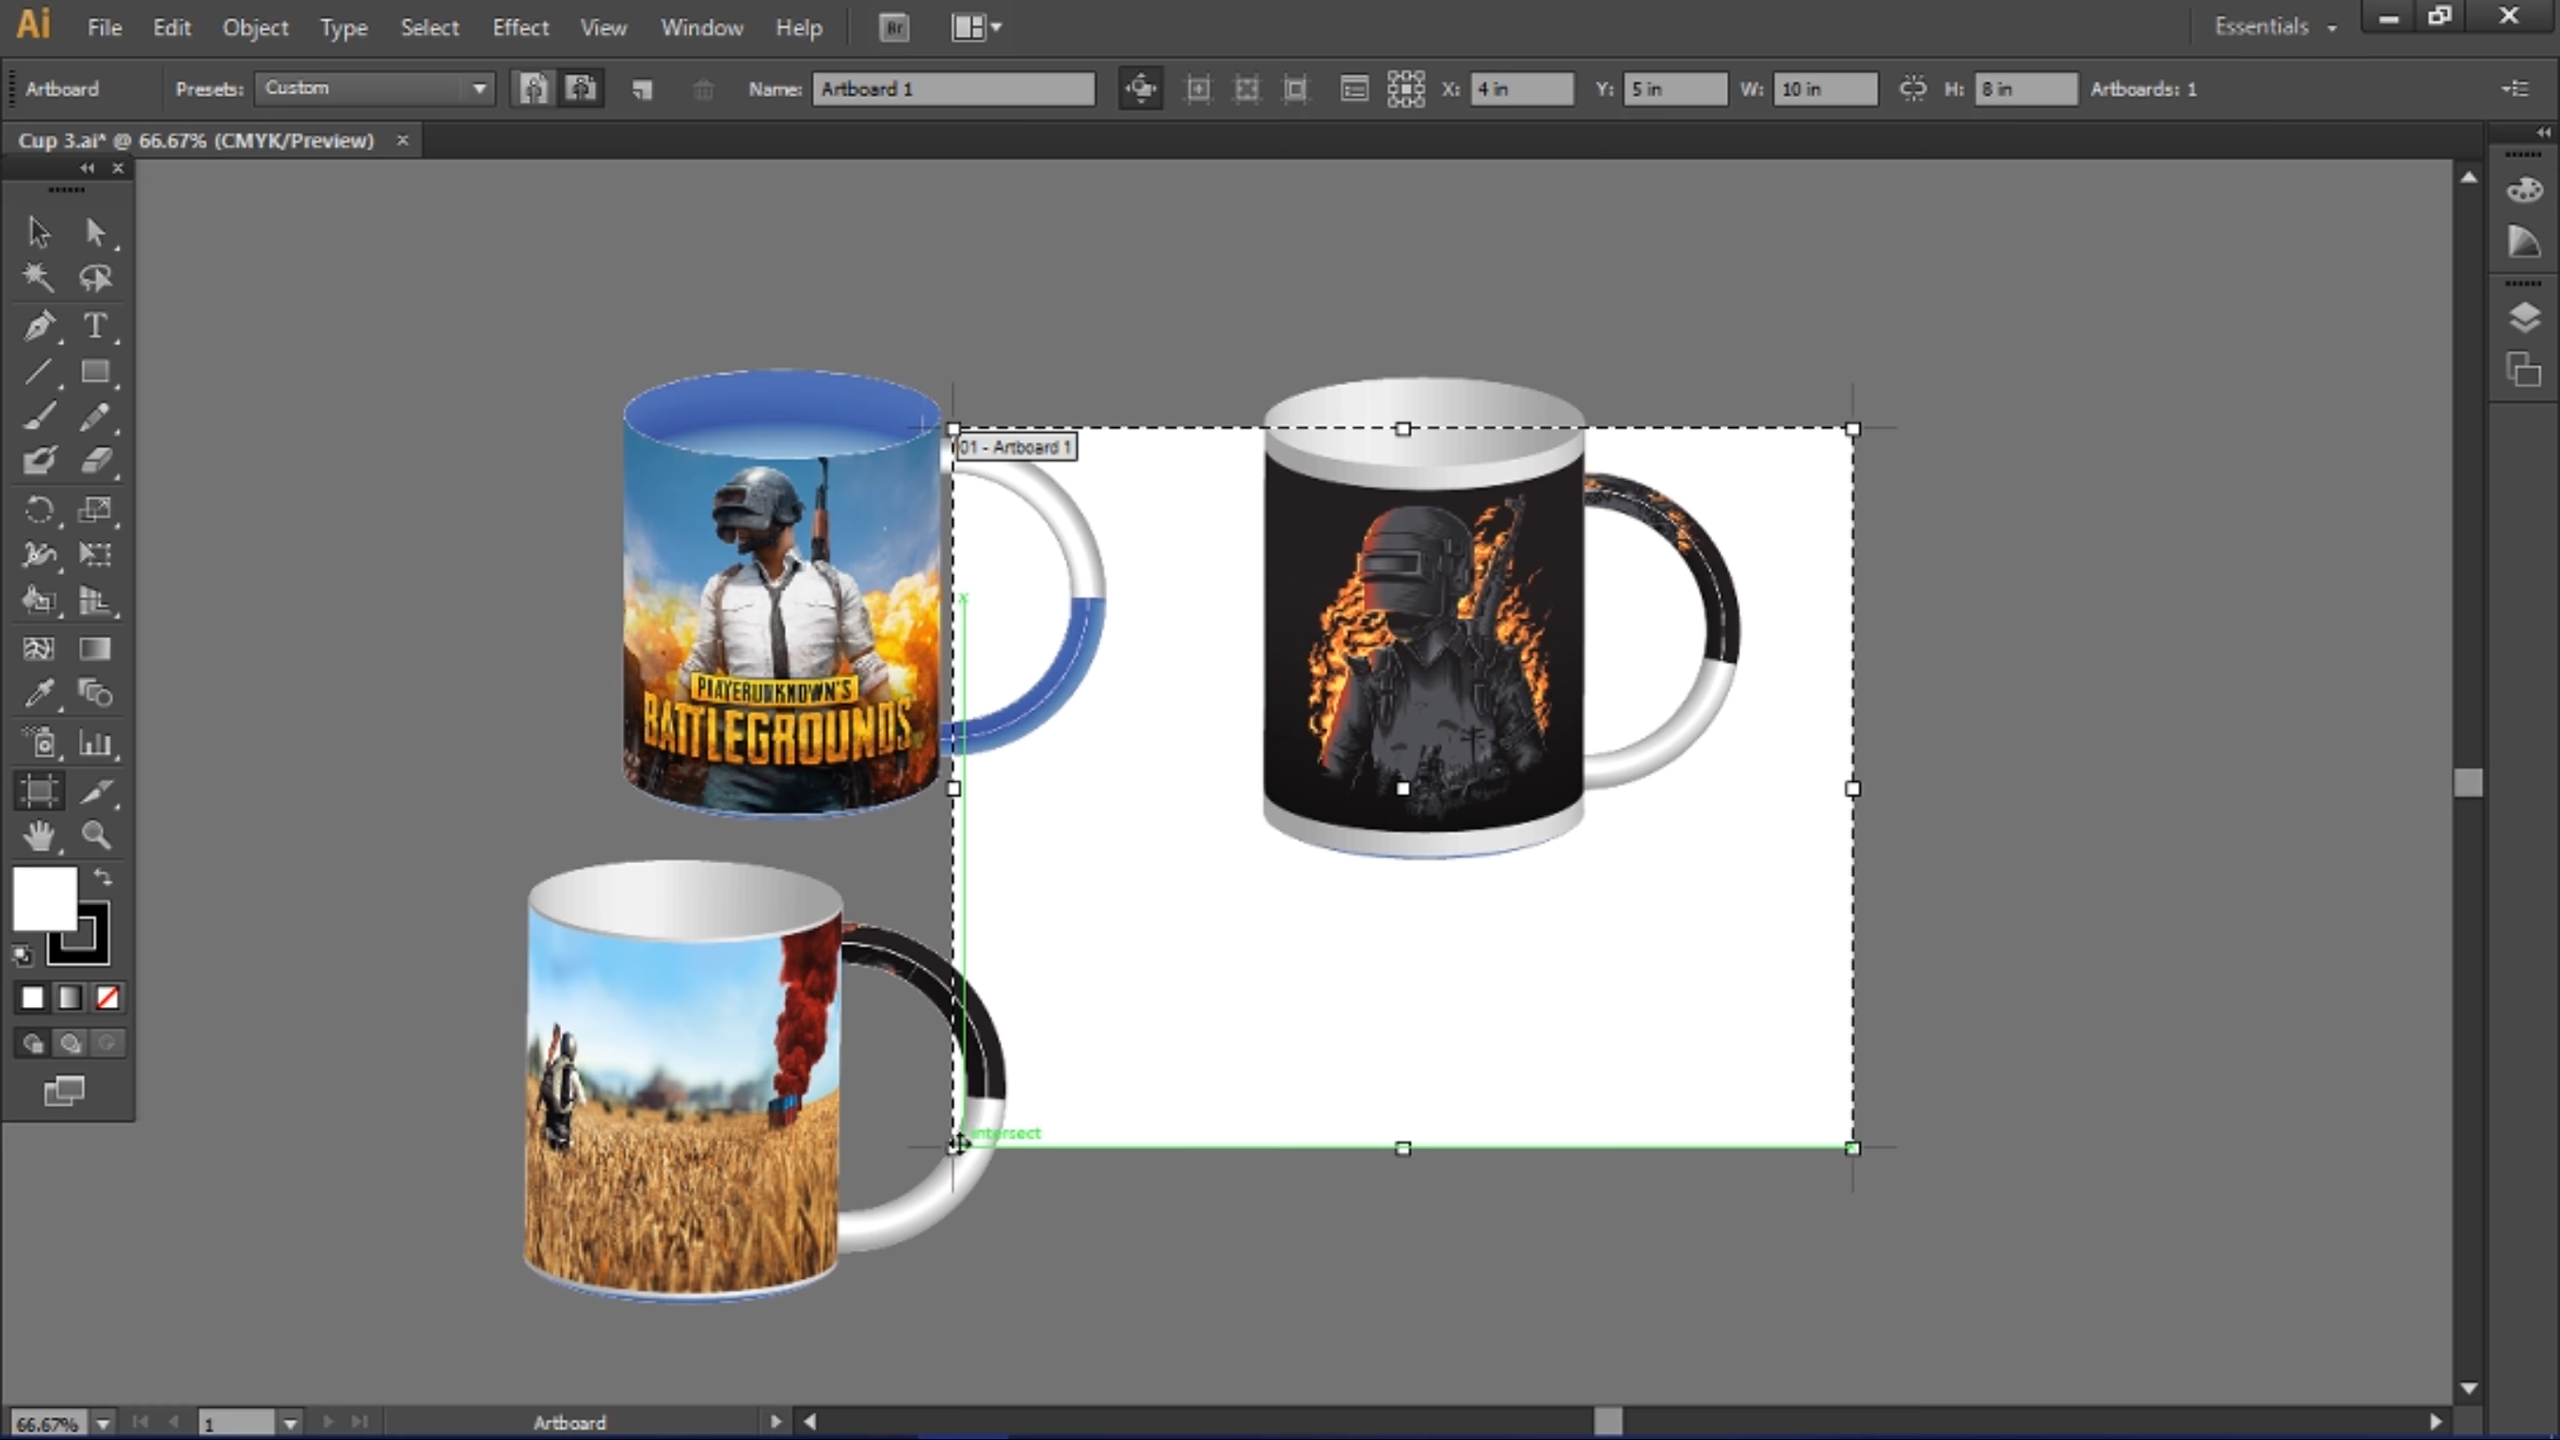 Ai File Edit Object Type Select Effect View Window Help Br Essentials
Artboard Presets: Custom Name: Artboard 1 X: 4 in Y: 5 in W: 10 in H: 8 in Artboards: 1
Cup 3.ai* @ 66.67% (CMYK/Preview)
01 - Artboard 1
PLAYERUNKNOWN'S
BATTLEGROUNDS
intersect
66.67% 1 Artboard